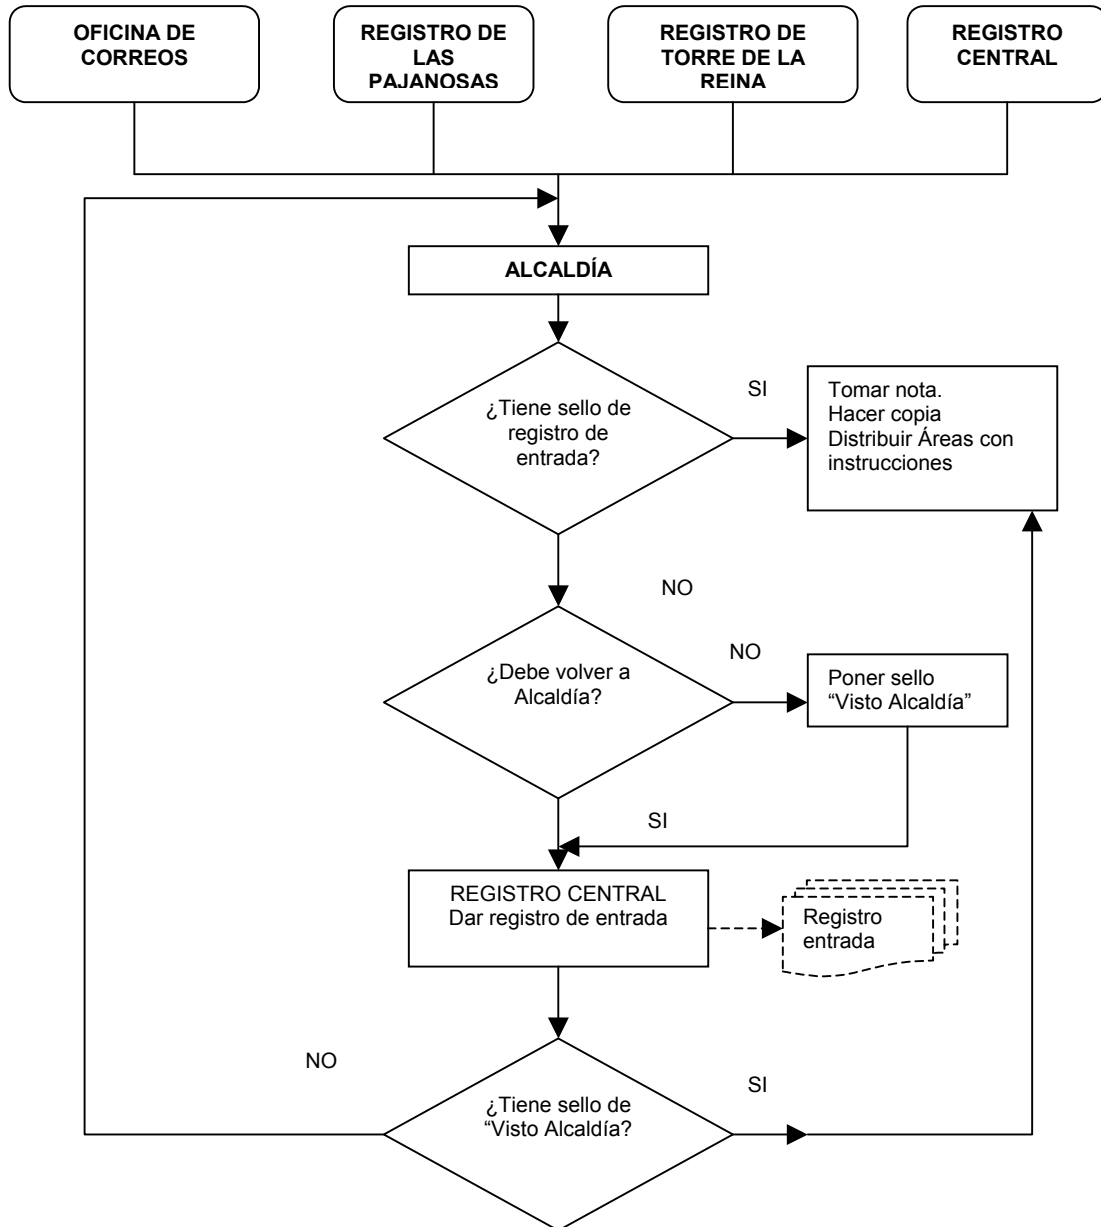 OFICINA DE
CORREOS
REGISTRO DE
LAS
PAJANOSAS
REGISTRO DE
TORRE DE LA
REINA
REGISTRO
CENTRAL
ALCALDÍA
¿Tiene sello de
registro de
entrada?
SI
Tomar nota.
Hacer copia
Distribuir Áreas con
instrucciones
NO
¿Debe volver a
Alcaldía?
NO
Poner sello
“Visto Alcaldía”
SI
REGISTRO CENTRAL
Dar registro de entrada
Registro
entrada
NO
¿Tiene sello de
“Visto Alcaldía?
SI